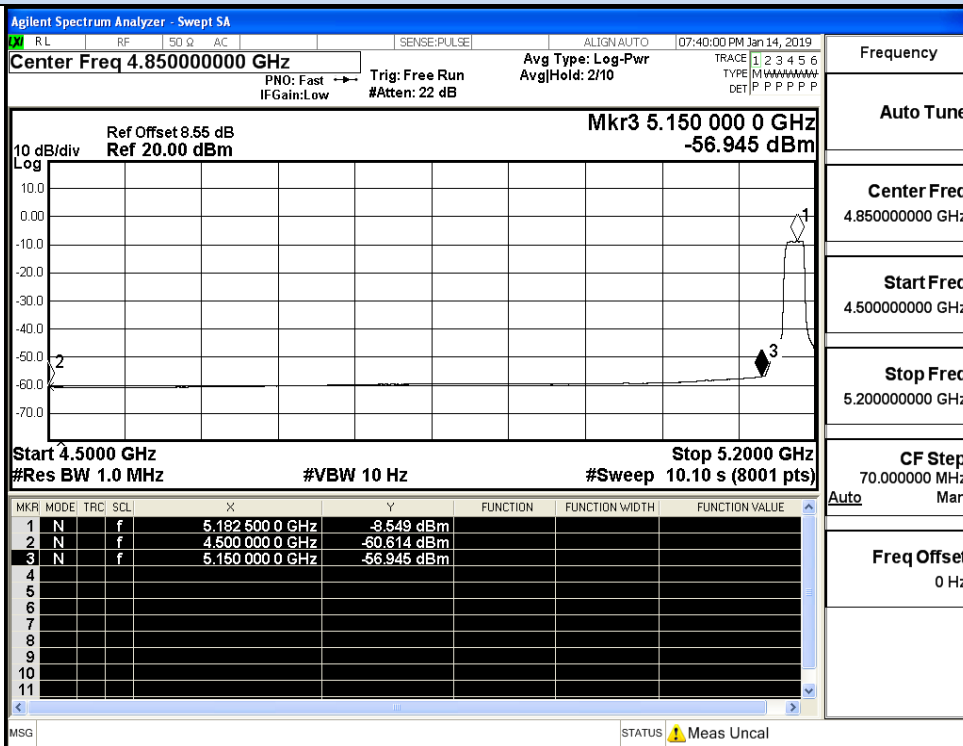 Agilent Spectrum Analyzer - Swept SA
LXI RL RF 50 Ω AC SENSE:PULSE ALIGN AUTO 07:40:00 PM Jan 14, 2019
Center Freq 4.850000000 GHz
PNO: Fast
IFGain:Low
Trig: Free Run
#Atten: 22 dB
Avg Type: Log-Pwr
Avg|Hold: 2/10
TRACE 1 2 3 4 5 6
TYPE M
DET P P P P P P
Mkr3 5.150 000 0 GHz
-56.945 dBm
Ref Offset 8.55 dB
10 dB/div Ref 20.00 dBm
Log
10.0
0.00
-10.0
-20.0
-30.0
-40.0
-50.0
-60.0
-70.0
1
2
3
Start 4.5000 GHz Stop 5.2000 GHz
#Res BW 1.0 MHz #VBW 10 Hz #Sweep 10.10 s (8001 pts)
MKR MODE TRC SCL X Y FUNCTION FUNCTION WIDTH FUNCTION VALUE
1 N f 5.182 500 0 GHz -8.549 dBm
2 N f 4.500 000 0 GHz -60.614 dBm
3 N f 5.150 000 0 GHz -56.945 dBm
4
5
6
7
8
9
10
11
MSG STATUS Meas Uncal
Frequency
Auto Tune
Center Freq
4.850000000 GHz
Start Freq
4.500000000 GHz
Stop Freq
5.200000000 GHz
CF Step
70.000000 MHz
Auto Man
Freq Offset
0 Hz